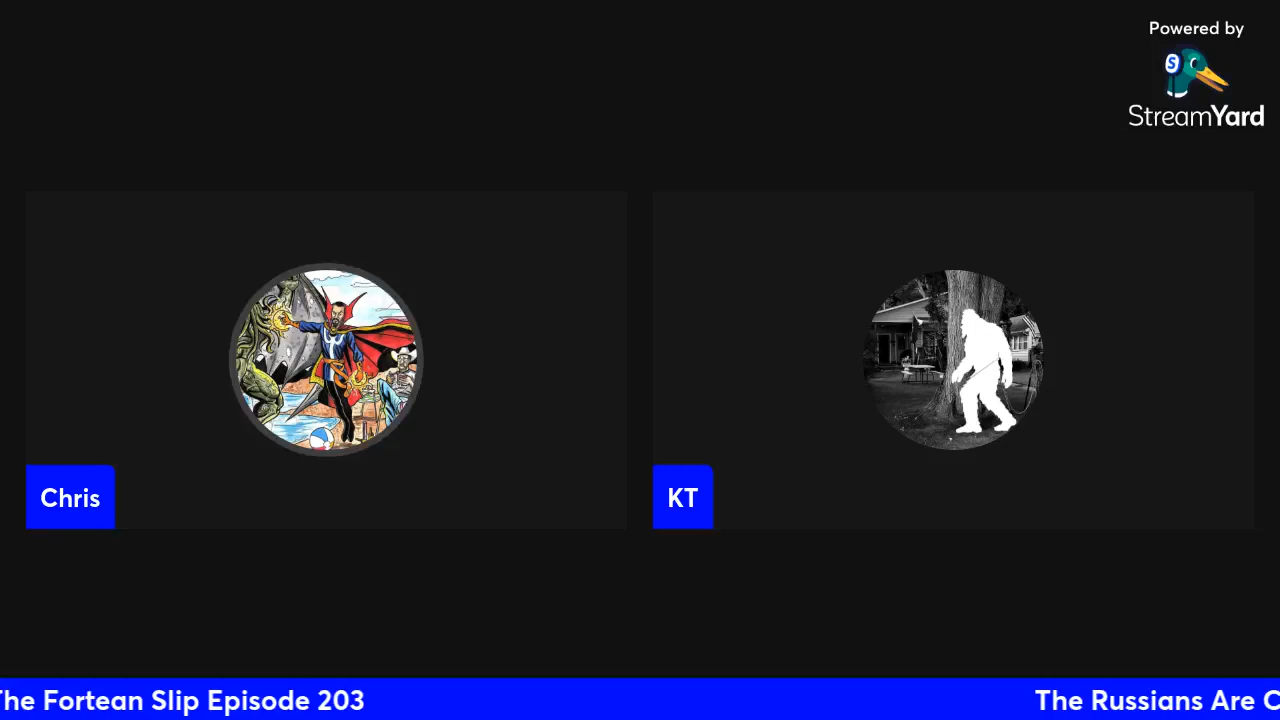 Powered by
S
StreamYard
Chris
KT
The Fortean Slip Episode 203
The Russians Are C